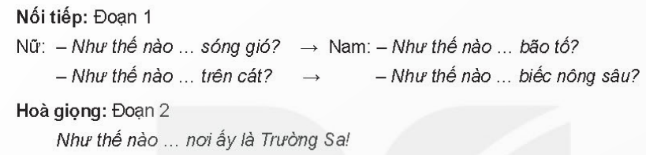 Nối tiếp: Đoạn 1
Nữ: – Như thế nào ... sóng gió? → Nam: – Như thế nào ... bão tố?
– Như thế nào ... trên cát? → – Như thế nào ... biếc nông sâu?
Hoà giọng: Đoạn 2
Như thế nào ... nơi ấy là Trường Sa!